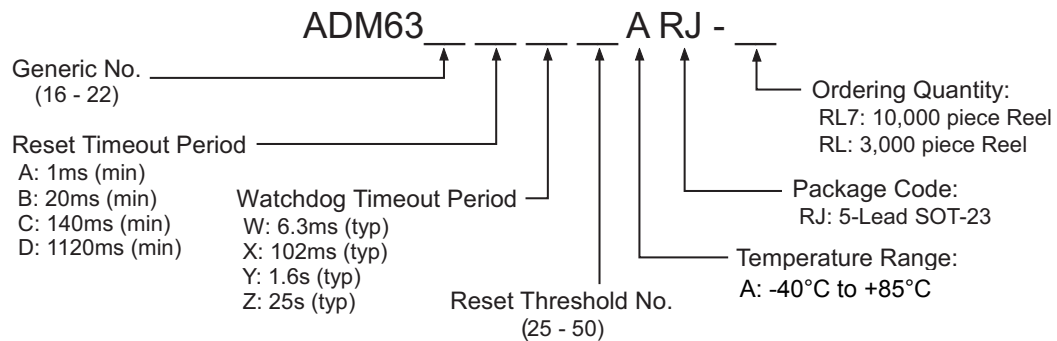 ADM63__ __ __ __ A RJ - __
Generic No.
(16 - 22)
Reset Timeout Period
A: 1ms (min)
B: 20ms (min)
C: 140ms (min)
D: 1120ms (min)
Watchdog Timeout Period
W: 6.3ms (typ)
X: 102ms (typ)
Y: 1.6s (typ)
Z: 25s (typ)
Reset Threshold No.
(25 - 50)
Ordering Quantity:
RL7: 10,000 piece Reel
RL: 3,000 piece Reel
Package Code:
RJ: 5-Lead SOT-23
Temperature Range:
A: -40°C to +85°C